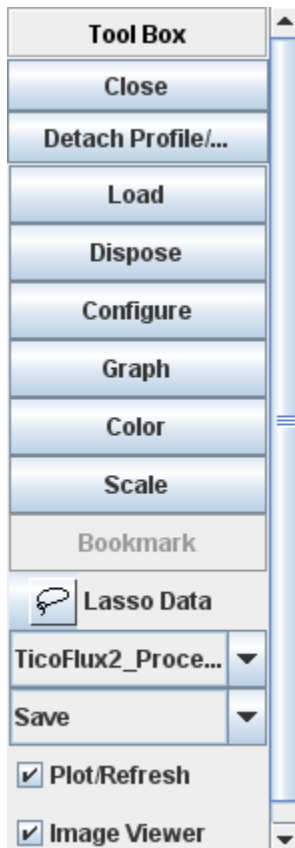 Tool Box
Close
Detach Profile/...
Load
Dispose
Configure
Graph
Color
Scale
Bookmark
Lasso Data
TicoFlux2_Proce...
Save
Plot/Refresh
Image Viewer